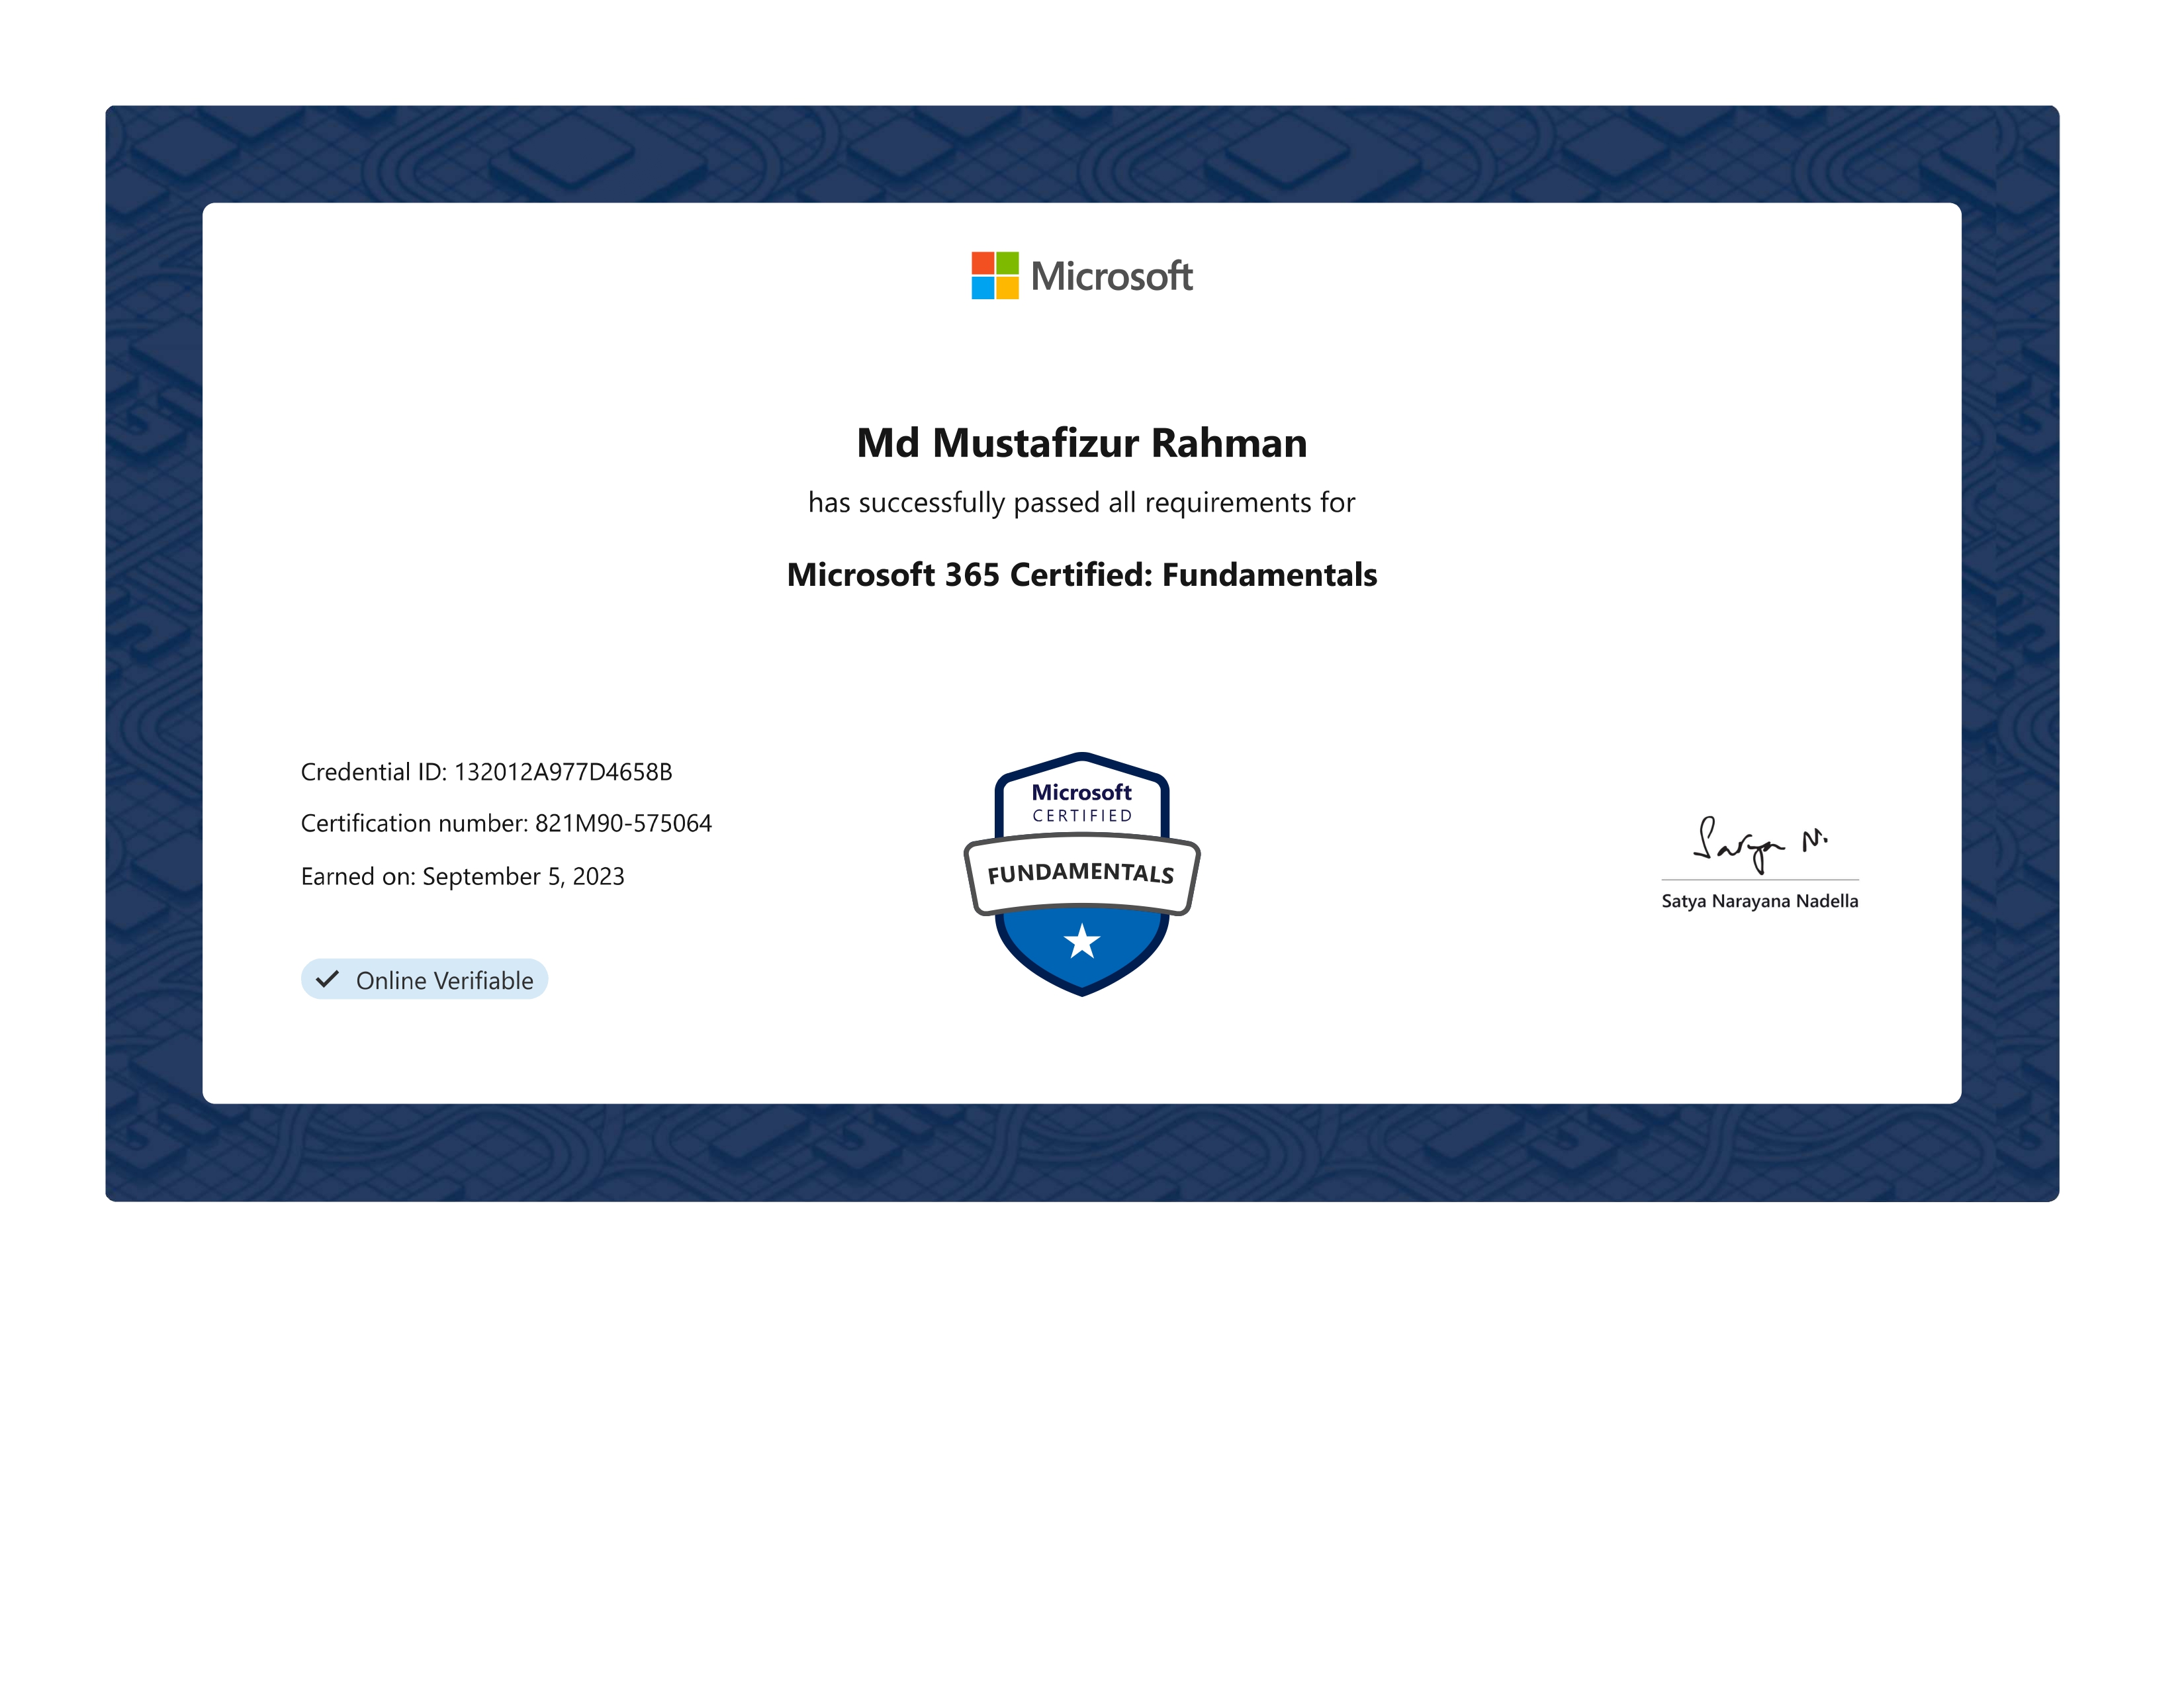 Microsoft
Md Mustafizur Rahman
has successfully passed all requirements for
Microsoft 365 Certified: Fundamentals
Credential ID: 132012A977D4658B
Certification number: 821M90-575064
Earned on: September 5, 2023
Online Verifiable
Microsoft
CERTIFIED
FUNDAMENTALS
Satya N.
Satya Narayana Nadella